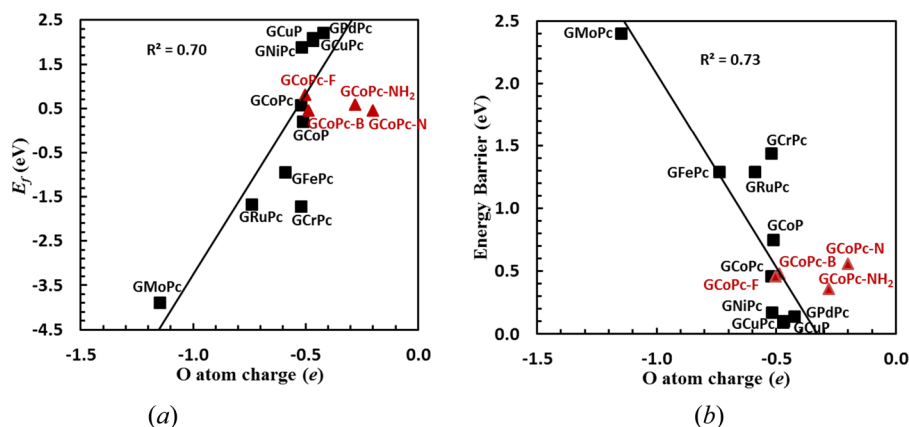 (a)
2.5
1.5
0.5
-0.5
-1.5
-2.5
-3.5
-4.5
E_f (eV)
R² = 0.70
GCuP
GPdPc
GNiPc
GCuPc
GCoPc-F
GCoPc
GCoPc-NH₂
GCoPc-B
GCoPc-N
GCoP
GFePc
GRuPc
GCrPc
GMoPc
-1.5
-1.0
-0.5
0.0
O atom charge (e)
(a)
(b)
2.5
2.0
1.5
1.0
0.5
0.0
Energy Barrier (eV)
GMoPc
R² = 0.73
GCrPc
GFePc
GRuPc
GCoP
GCoPc-N
GCoPc
GCoPc-B
GCoPc-F
GCoPc-NH₂
GNiPc
GPdPc
GCuPc
GCuP
-1.5
-1.0
-0.5
0.0
O atom charge (e)
(b)